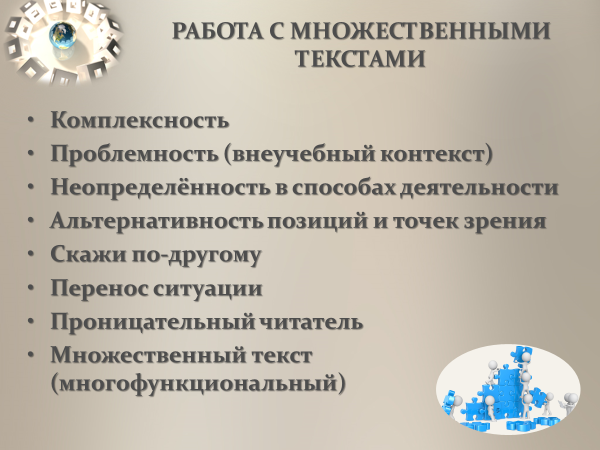 РАБОТА С МНОЖЕСТВЕННЫМИ
ТЕКСТАМИ
• Комплексность
• Проблемность (внеучебный контекст)
• Неопределённость в способах деятельности
• Альтернативность позиций и точек зрения
• Скажи по-другому
• Перенос ситуации
• Проницательный читатель
• Множественный текст
(многофункциональный)